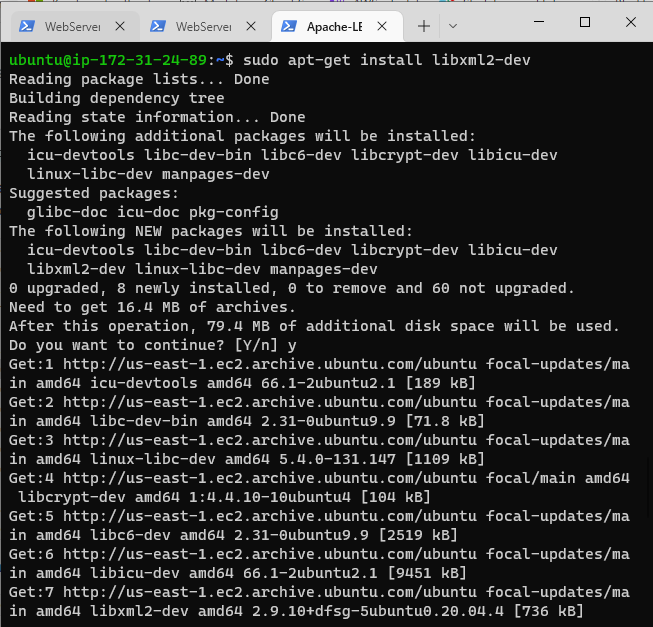 WebServer
WebServer
Apache-LE
ubuntu@ip-172-31-24-89:~$ sudo apt-get install libxml2-dev
Reading package lists... Done
Building dependency tree
Reading state information... Done
The following additional packages will be installed:
  icu-devtools libc-dev-bin libc6-dev libcrypt-dev libicu-dev
  linux-libc-dev manpages-dev
Suggested packages:
  glibc-doc icu-doc pkg-config
The following NEW packages will be installed:
  icu-devtools libc-dev-bin libc6-dev libcrypt-dev libicu-dev
  libxml2-dev linux-libc-dev manpages-dev
0 upgraded, 8 newly installed, 0 to remove and 60 not upgraded.
Need to get 16.4 MB of archives.
After this operation, 79.4 MB of additional disk space will be used.
Do you want to continue? [Y/n] y
Get:1 http://us-east-1.ec2.archive.ubuntu.com/ubuntu focal-updates/ma
in amd64 icu-devtools amd64 66.1-2ubuntu2.1 [189 kB]
Get:2 http://us-east-1.ec2.archive.ubuntu.com/ubuntu focal-updates/ma
in amd64 libc-dev-bin amd64 2.31-0ubuntu9.9 [71.8 kB]
Get:3 http://us-east-1.ec2.archive.ubuntu.com/ubuntu focal-updates/ma
in amd64 linux-libc-dev amd64 5.4.0-131.147 [1109 kB]
Get:4 http://us-east-1.ec2.archive.ubuntu.com/ubuntu focal/main amd64
 libcrypt-dev amd64 1:4.4.10-10ubuntu4 [104 kB]
Get:5 http://us-east-1.ec2.archive.ubuntu.com/ubuntu focal-updates/ma
in amd64 libc6-dev amd64 2.31-0ubuntu9.9 [2519 kB]
Get:6 http://us-east-1.ec2.archive.ubuntu.com/ubuntu focal-updates/ma
in amd64 libicu-dev amd64 66.1-2ubuntu2.1 [9451 kB]
Get:7 http://us-east-1.ec2.archive.ubuntu.com/ubuntu focal-updates/ma
in amd64 libxml2-dev amd64 2.9.10+dfsg-5ubuntu0.20.04.4 [736 kB]